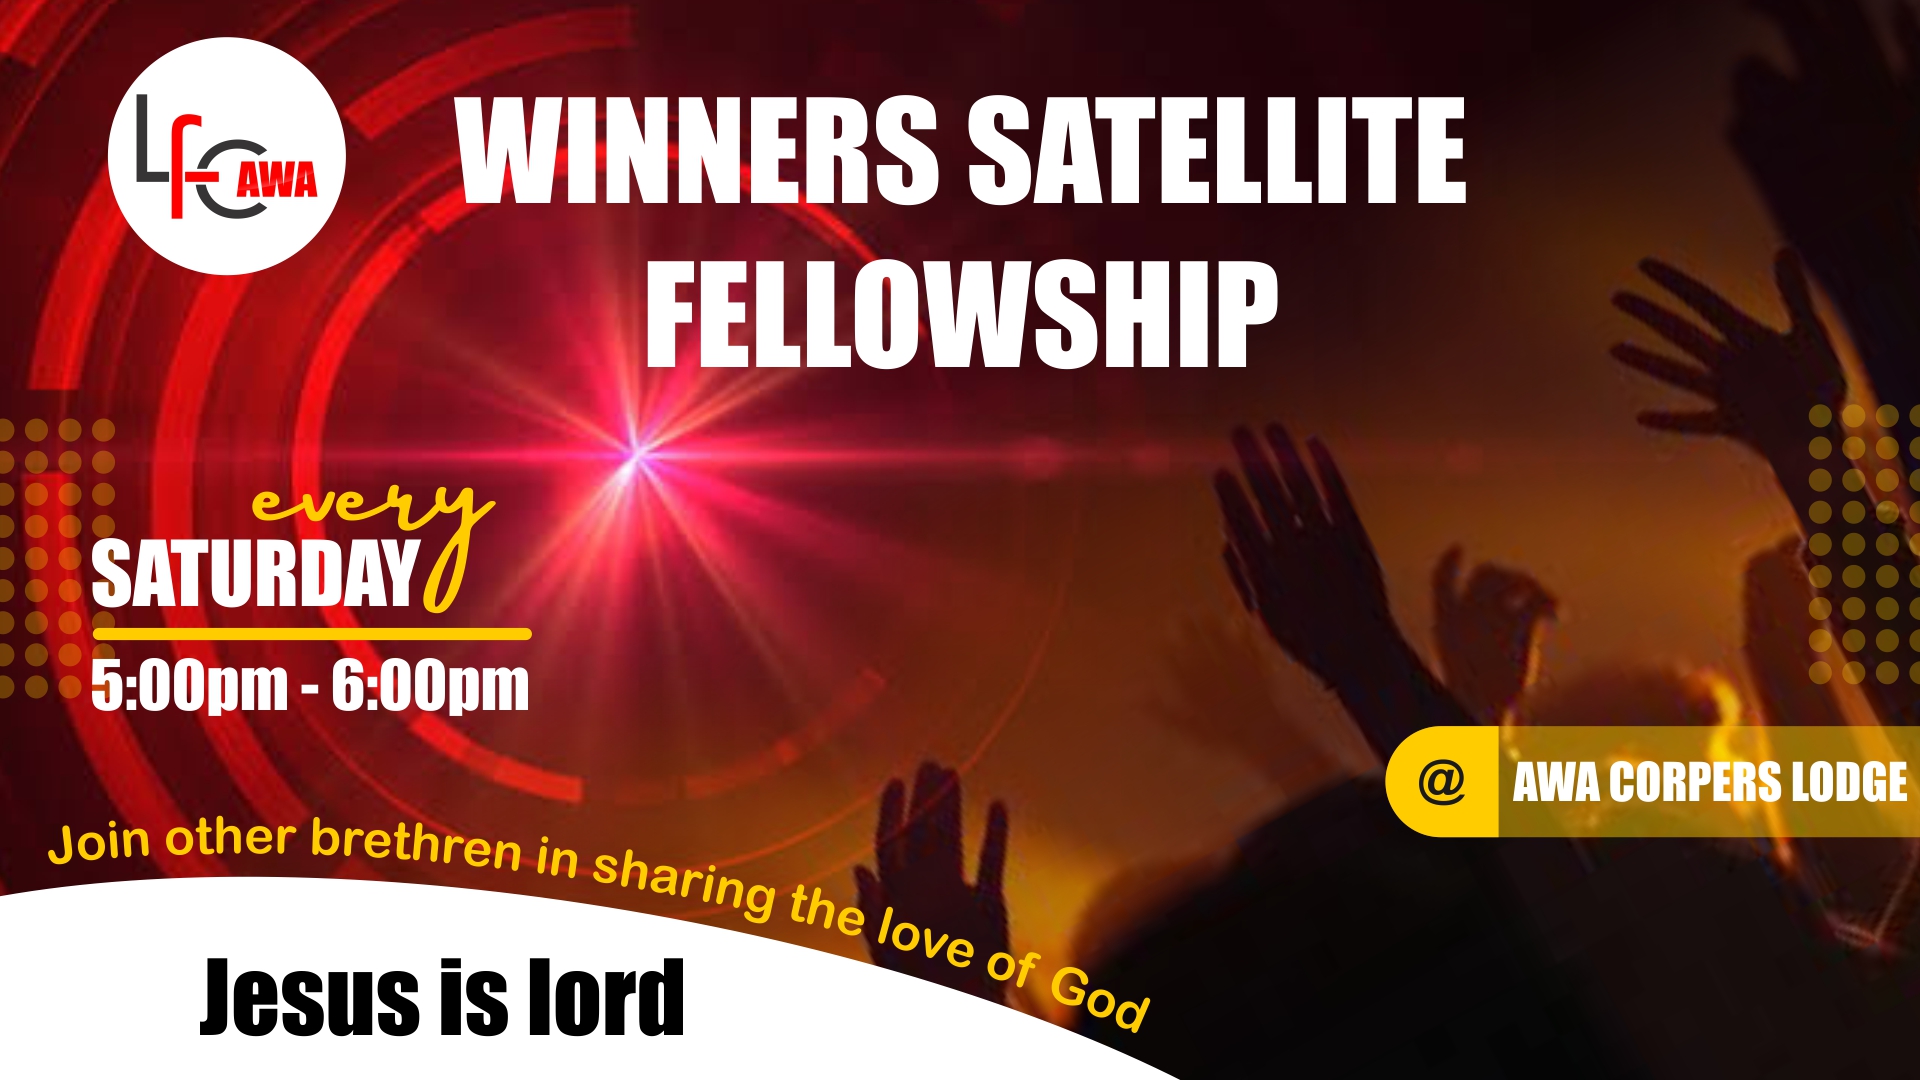 LFC AWA
WINNERS SATELLITE
FELLOWSHIP
every
SATURDAY
5:00pm - 6:00pm
@ AWA CORPERS LODGE
Join other brethren in sharing the love of God
Jesus is lord